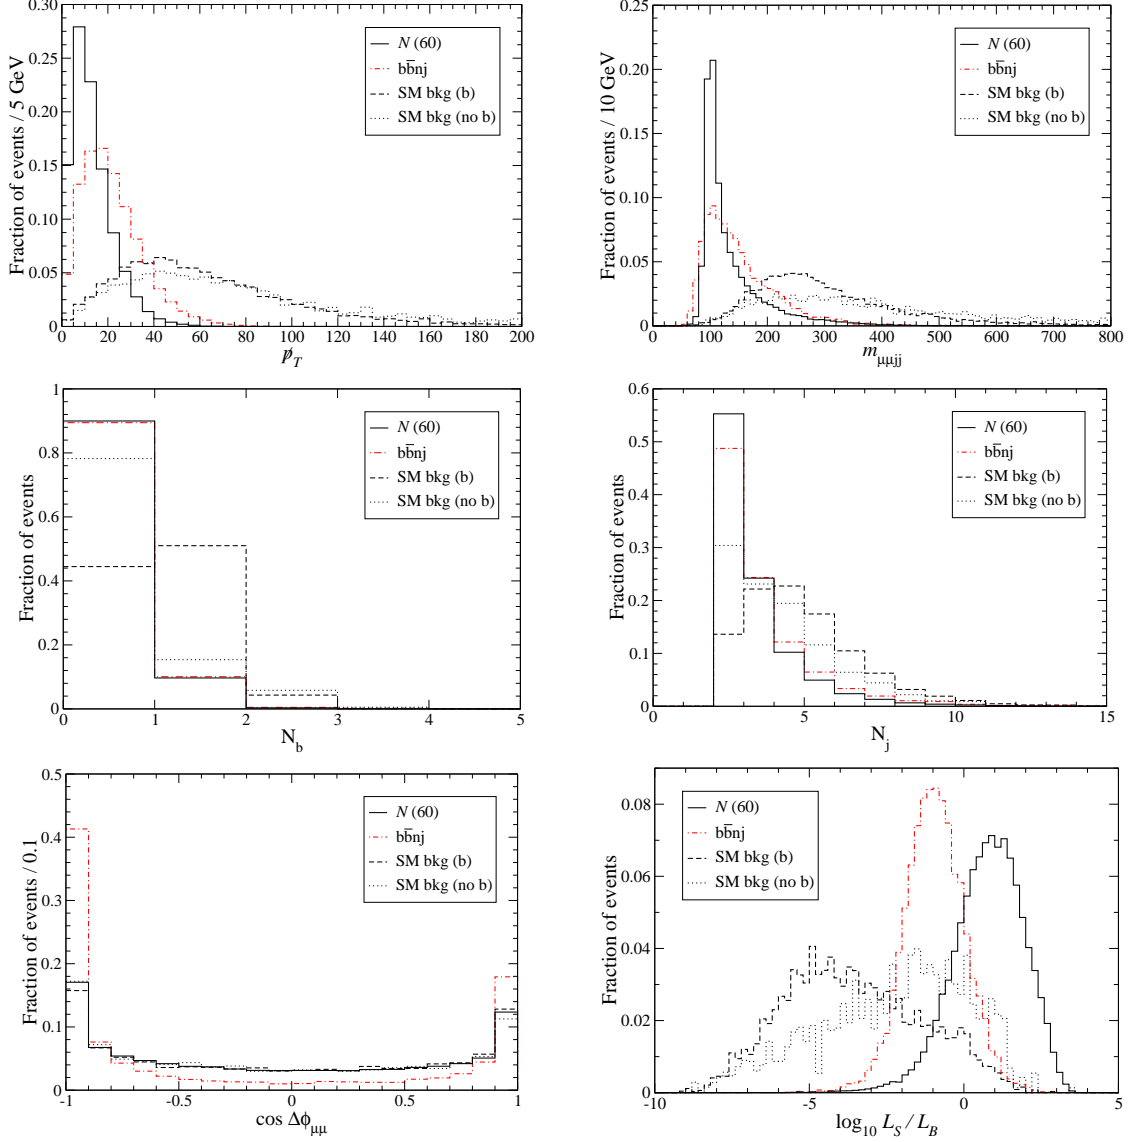 0.30
0.25
0.20
0.15
0.10
0.05
0
Fraction of events / 5 GeV
N (60)
bb̅nj
SM bkg (b)
SM bkg (no b)
0 20 40 60 80 100 120 140 160 180 200
p̸_T
0.25
0.20
0.15
0.10
0.05
0
Fraction of events / 10 GeV
N (60)
bb̅nj
SM bkg (b)
SM bkg (no b)
0 100 200 300 400 500 600 700 800
m_μμjj
1
0.8
0.6
0.4
0.2
0
Fraction of events
N (60)
bb̅nj
SM bkg (b)
SM bkg (no b)
0 1 2 3 4 5
N_b
0.6
0.5
0.4
0.3
0.2
0.1
0
Fraction of events
N (60)
bb̅nj
SM bkg (b)
SM bkg (no b)
0 5 10 15
N_j
0.5
0.4
0.3
0.2
0.1
0.0
Fraction of events / 0.1
N (60)
bb̅nj
SM bkg (b)
SM bkg (no b)
-1 -0.5 0 0.5 1
cos Δϕ_μμ
0.08
0.06
0.04
0.02
0
Fraction of events
N (60)
bb̅nj
SM bkg (b)
SM bkg (no b)
-10 -5 0 5
log₁₀ L_S / L_B